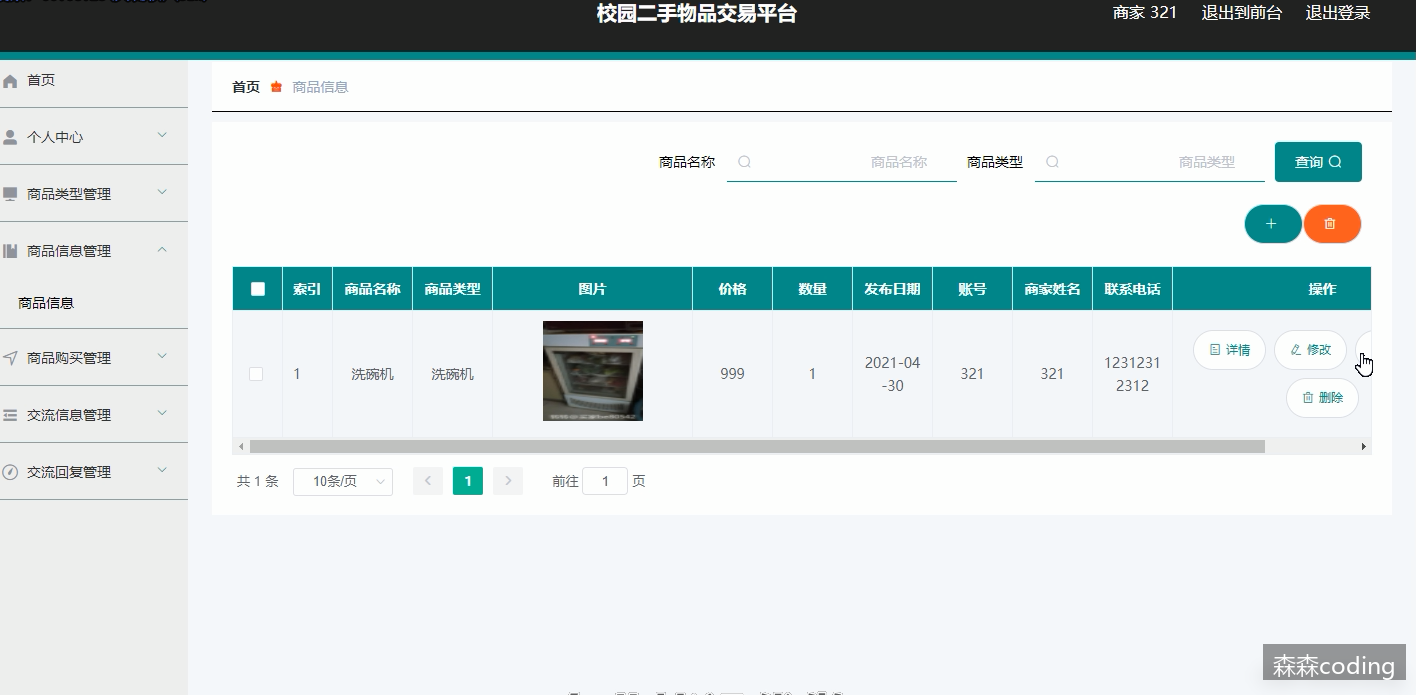 校园二手物品交易平台
商家 321 退出到前台 退出登录
首页
个人中心
商品类型管理
商品信息管理
商品信息
商品购买管理
交流信息管理
交流回复管理
首页 商品信息
商品名称 商品名称 商品类型 商品类型 查询
索引 商品名称 商品类型 图片 价格 数量 发布日期 账号 商家姓名 联系电话 操作
1 洗碗机 洗碗机 999 1 2021-04 321 321 1231231 详情 修改
-30 2312 删除
共 1 条 10条/页 1 前往 1 页
森森coding